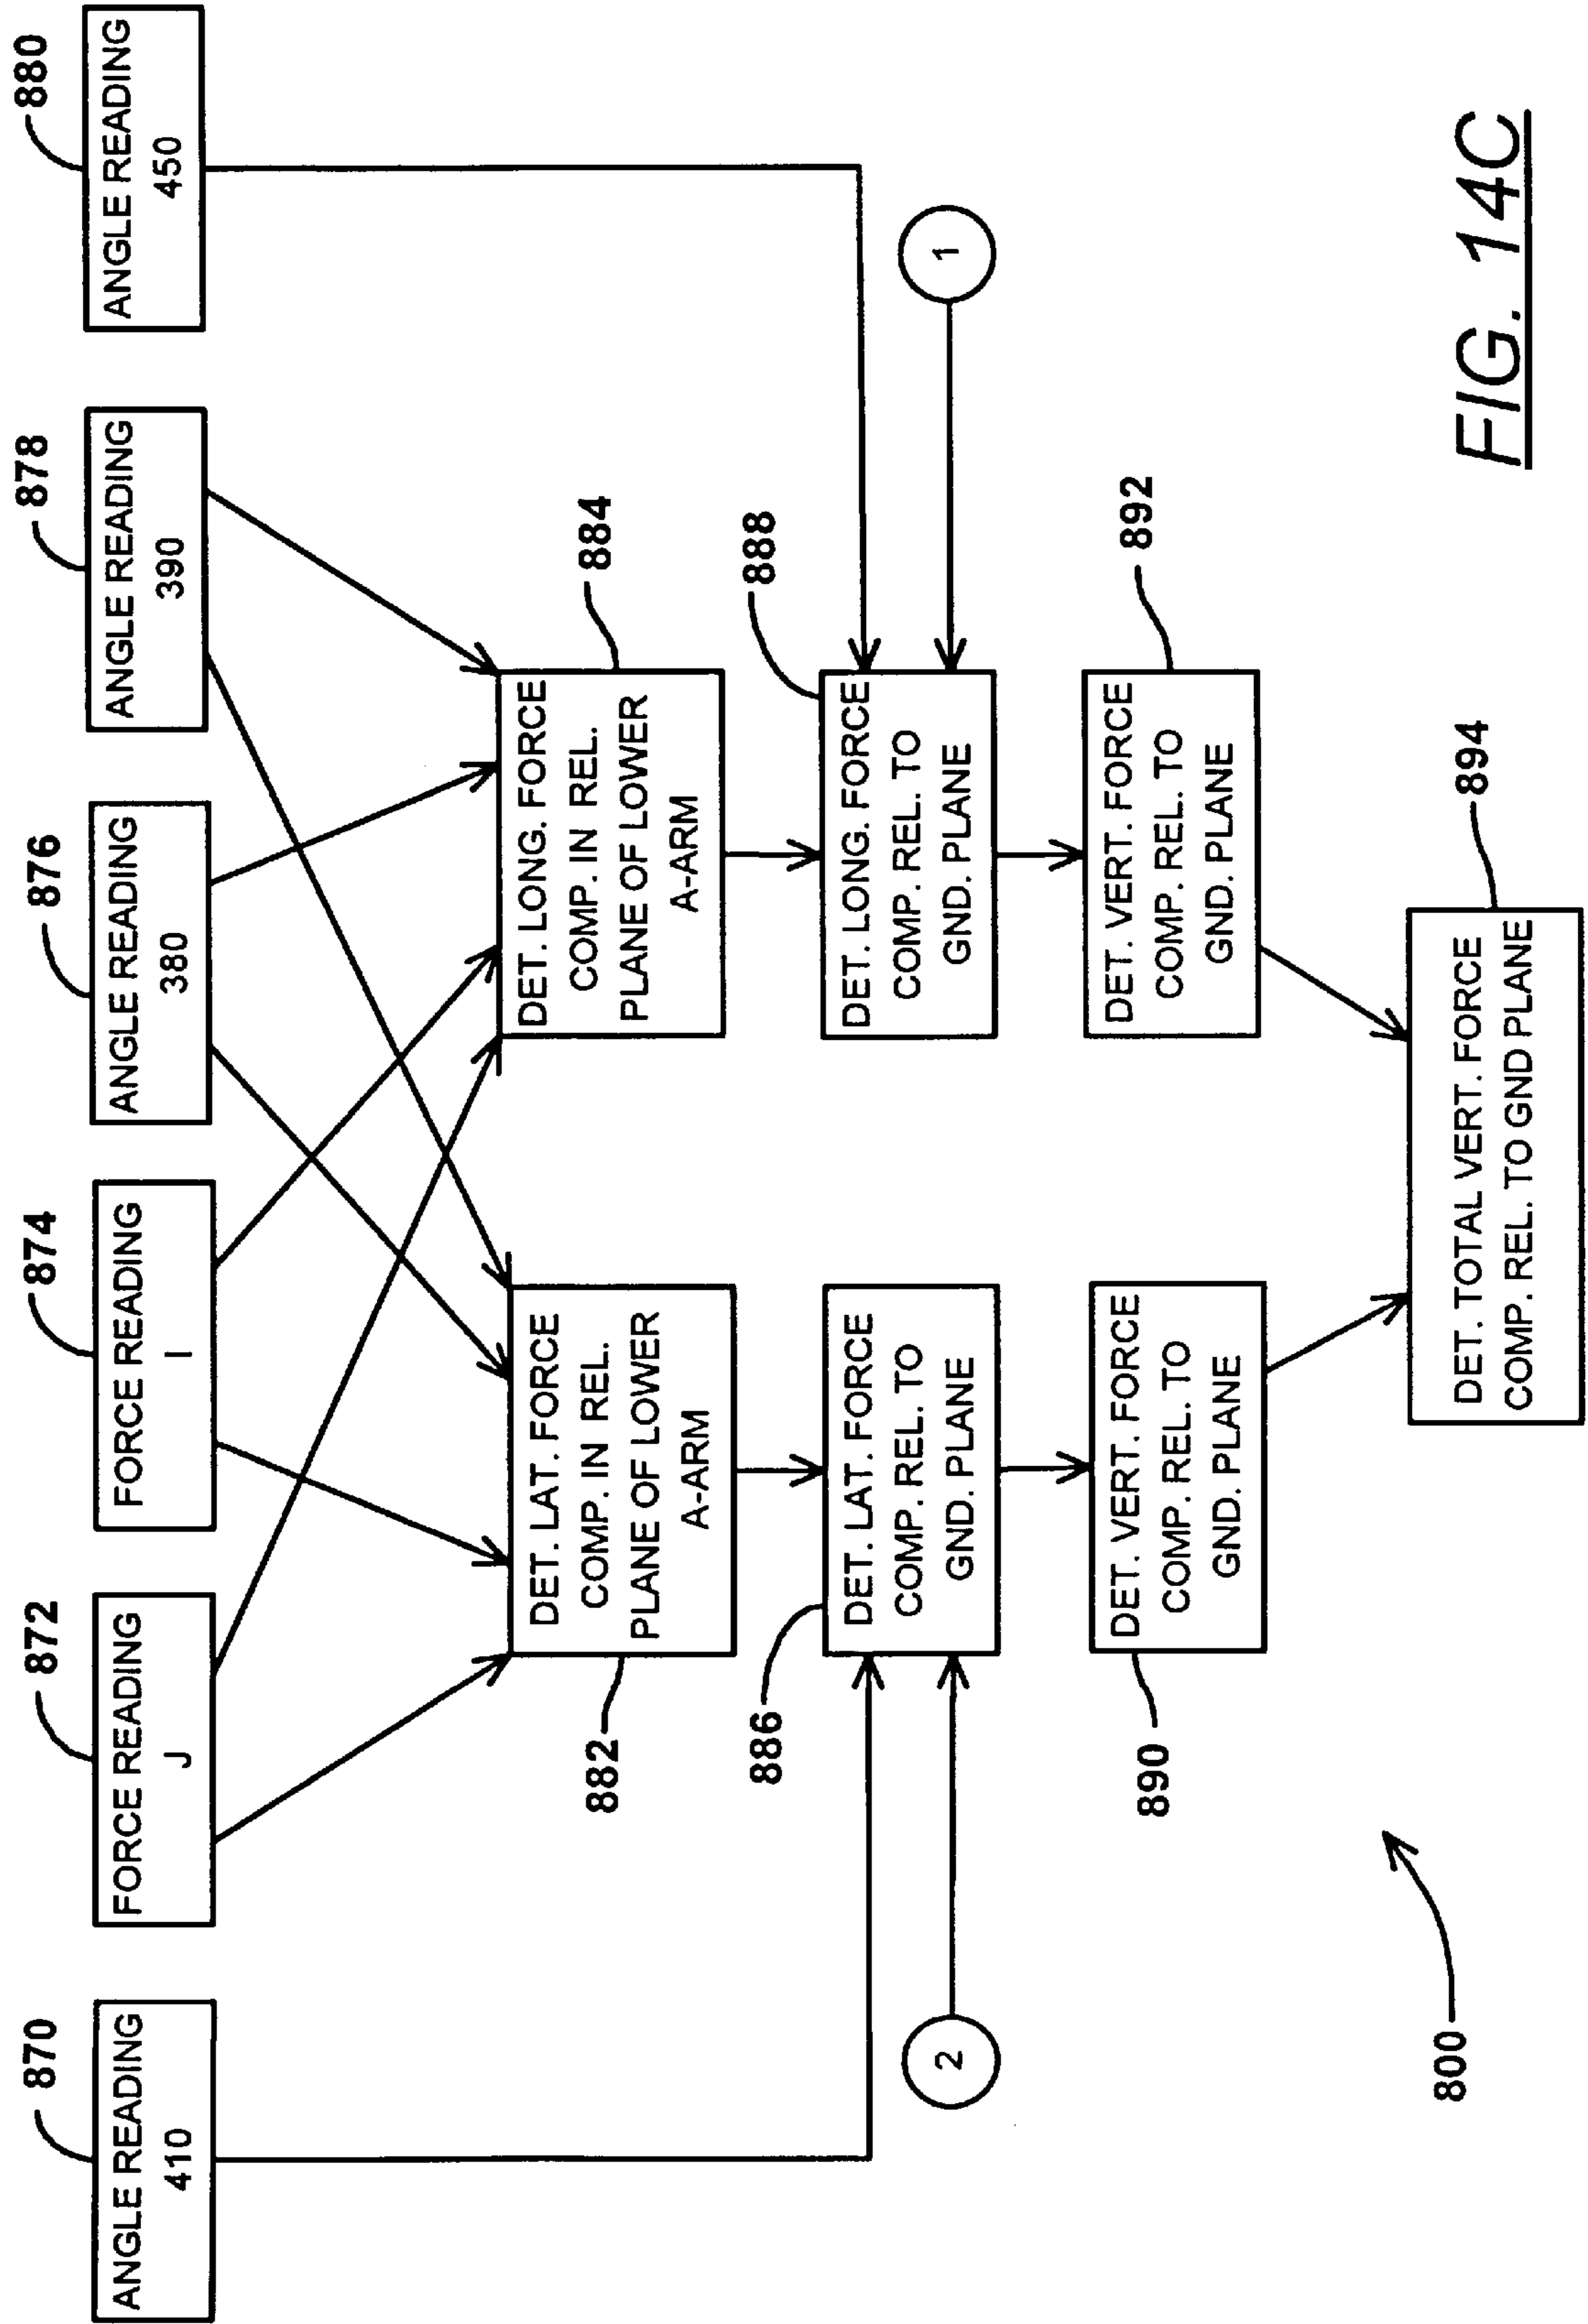 870
872
874
876
878
880
ANGLE READING
410
FORCE READING
J
FORCE READING
I
ANGLE READING
380
ANGLE READING
390
ANGLE READING
450
882
DET. LAT. FORCE
COMP. IN REL.
PLANE OF LOWER
A-ARM
884
DET. LONG. FORCE
COMP. IN REL.
PLANE OF LOWER
A-ARM
886
DET. LAT. FORCE
COMP. REL. TO
GND. PLANE
888
DET. LONG. FORCE
COMP. REL. TO
GND. PLANE
2
1
890
DET. VERT. FORCE
COMP. REL. TO
GND. PLANE
892
DET. VERT. FORCE
COMP. REL. TO
GND. PLANE
894
DET. TOTAL VERT. FORCE
COMP. REL. TO GND PLANE
800
FIG. 14C